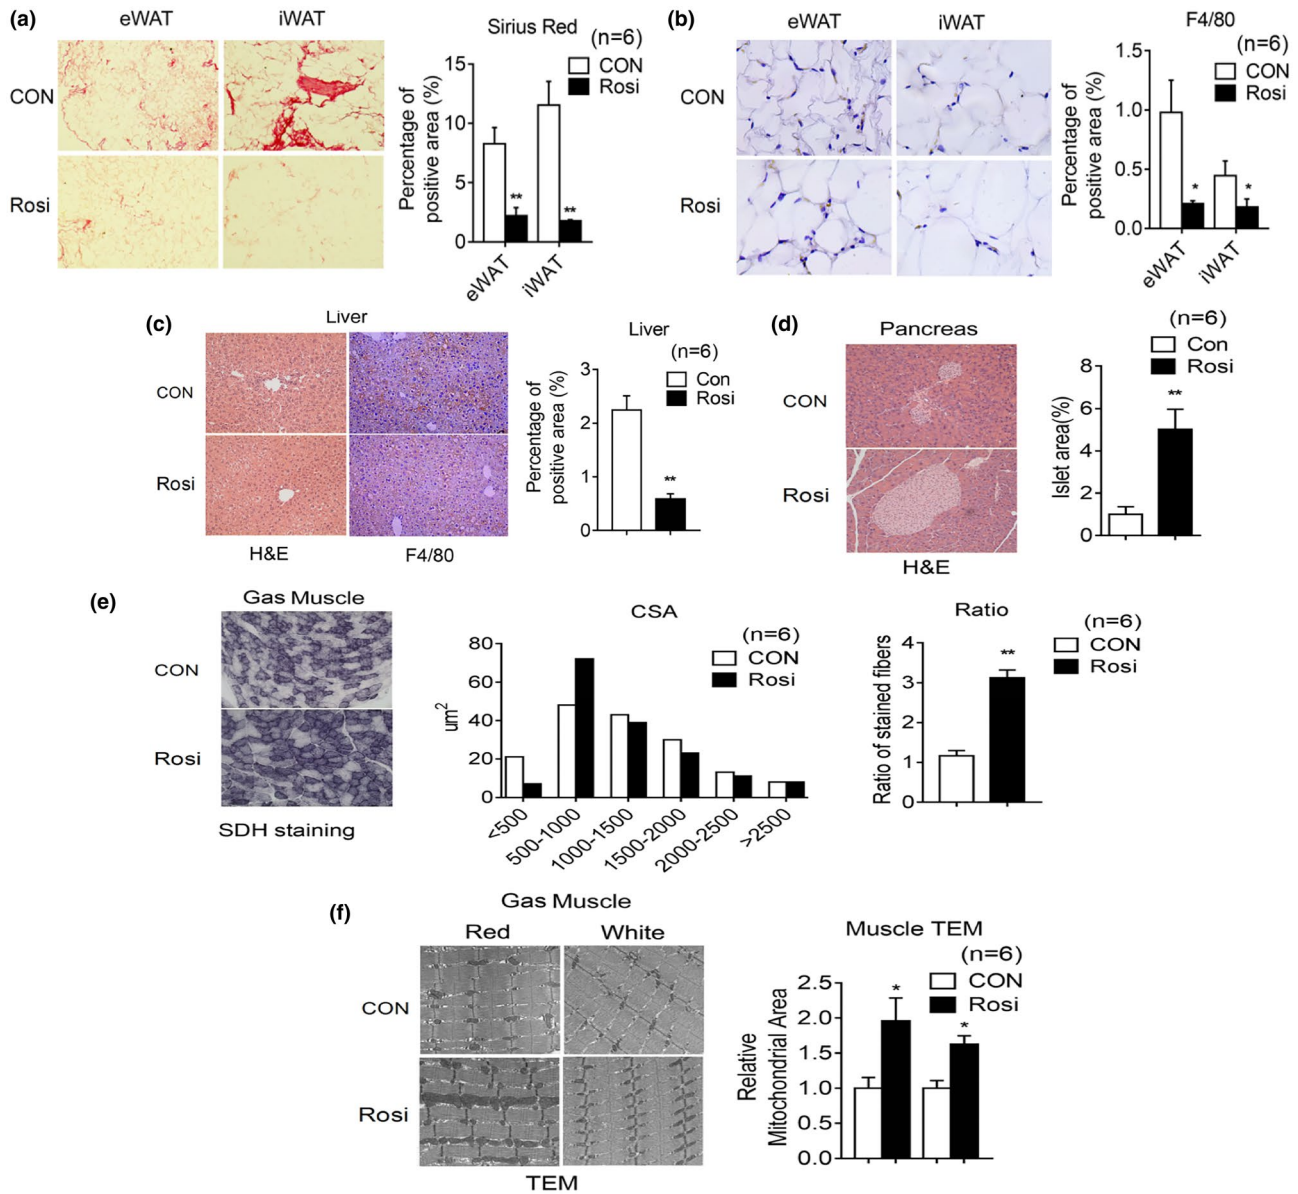 (a)
eWAT
iWAT
CON
Rosi
Sirius Red
(n=6)
CON
Rosi
Percentage of
positive area (%)
15
10
5
0
**
**
eWAT
iWAT
(b)
eWAT
iWAT
CON
Rosi
F4/80
(n=6)
CON
Rosi
Percentage of
positive area (%)
1.5
1.0
0.5
0.0
*
*
eWAT
iWAT
(c)
Liver
CON
Rosi
H&E
F4/80
Liver
(n=6)
Con
Rosi
Percentage of
positive area (%)
3
2
1
0
**
(d)
Pancreas
CON
Rosi
H&E
(n=6)
Con
Rosi
Islet area(%)
8
6
4
2
0
**
(e)
Gas Muscle
CON
Rosi
SDH staining
CSA
(n=6)
CON
Rosi
um2
80
60
40
20
0
<500
500-1000
1000-1500
1500-2000
2000-2500
>2500
Ratio
(n=6)
CON
Rosi
Ratio of stained fibers
4
3
2
1
0
**
(f)
Gas Muscle
Red
White
CON
Rosi
TEM
Muscle TEM
(n=6)
CON
Rosi
Relative
Mitochondrial Area
2.5
2.0
1.5
1.0
0.5
0.0
*
*